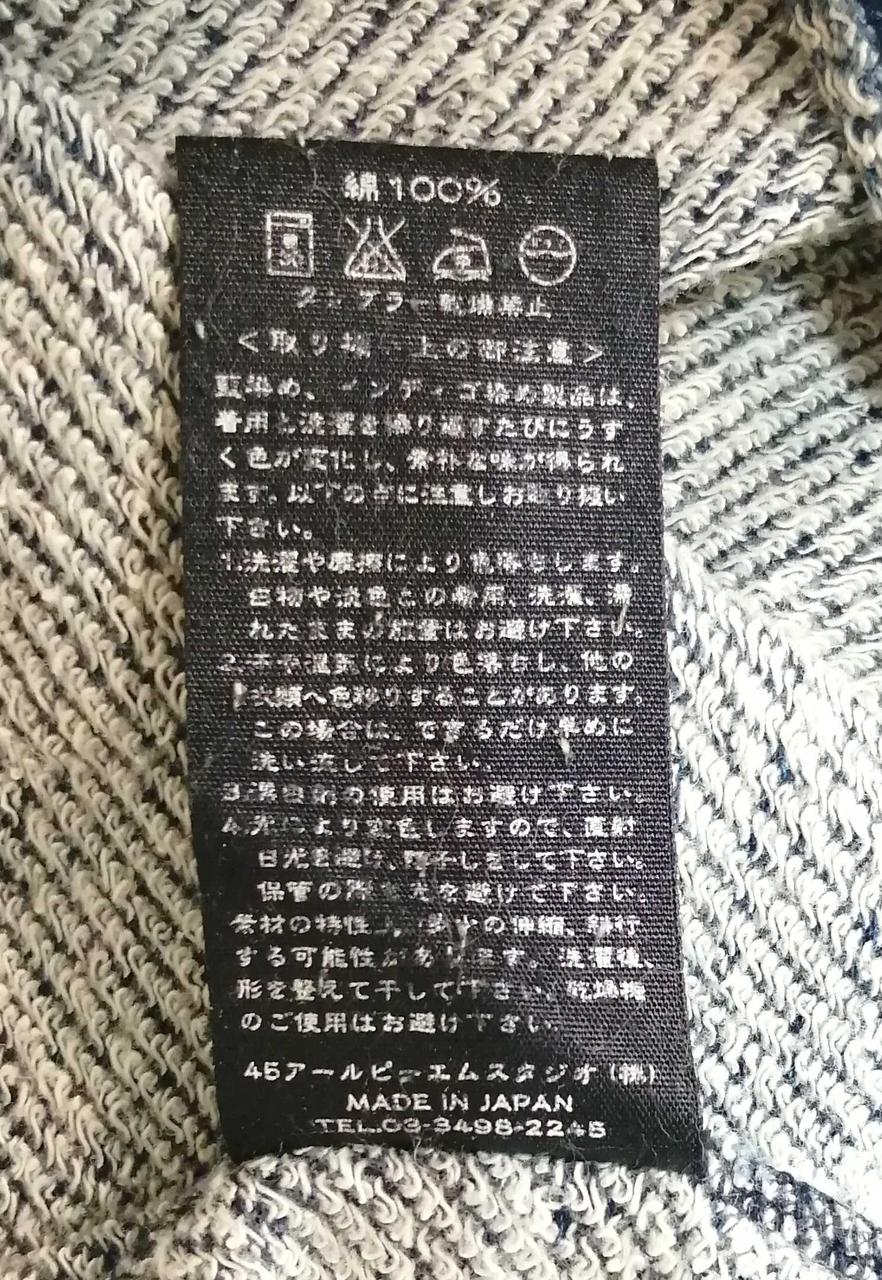 綿100%
タンブラー乾燥禁止
<取り扱い上の御注意>
藍染め、インディゴ染め製品は、
着用と洗濯を繰り返すたびにうす
く色が変化し、素朴な味が得られ
ます。以下の点に注意しお取り扱い
下さい。
1.洗濯や摩擦により色落ちします。
白物や淡色との着用、洗濯、濡
れたままの放置はお避け下さい。
2.汗や湿気により色落ちし、他の
衣類へ色移りすることがあります。
この場合は、できるだけ早めに
洗い流して下さい。
3.漂白剤の使用はお避け下さい。
4.光により変色しますので、直射
日光を避け、陰干しをして下さい。
保管の際も光を避けて下さい。
素材の特性上、多少の伸縮、斜行
する可能性があります。洗濯後、
形を整えて干して下さい。乾燥機
のご使用はお避け下さい。
45アールピーエムスタジオ(株)
MADE IN JAPAN
TEL.03-3498-2245